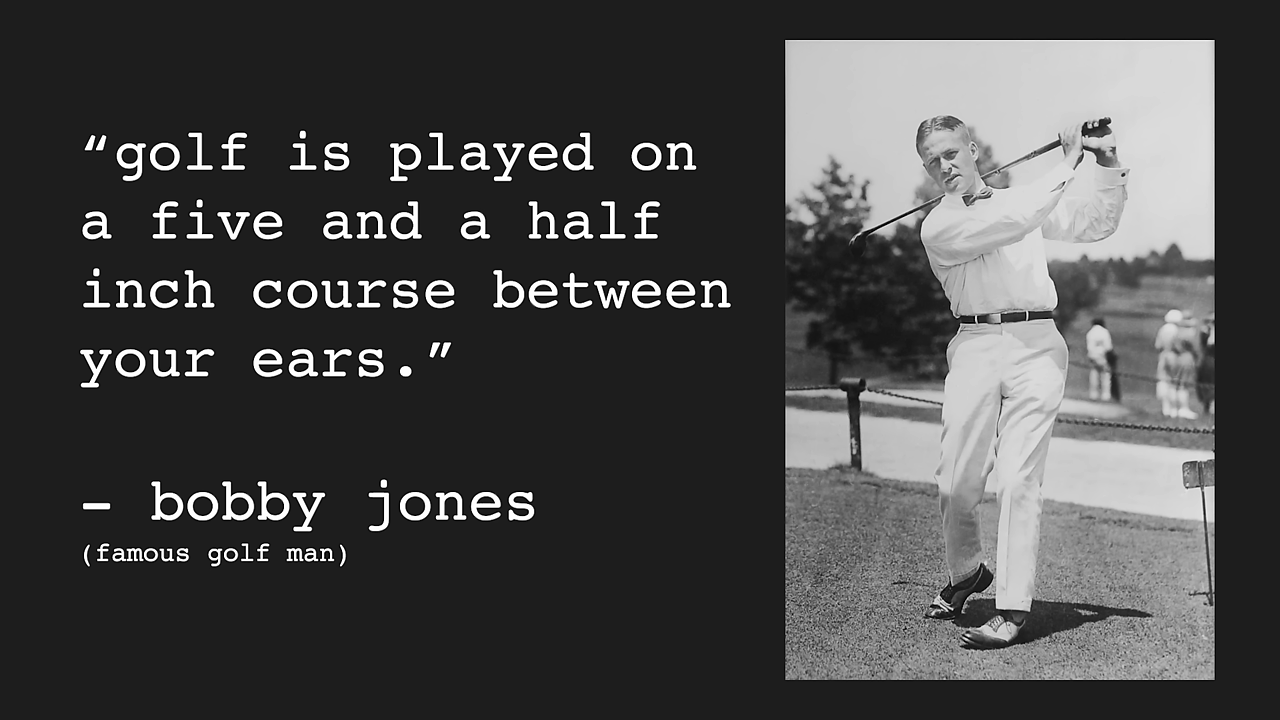 “golf is played on
a five and a half
inch course between
your ears.”
– bobby jones
(famous golf man)